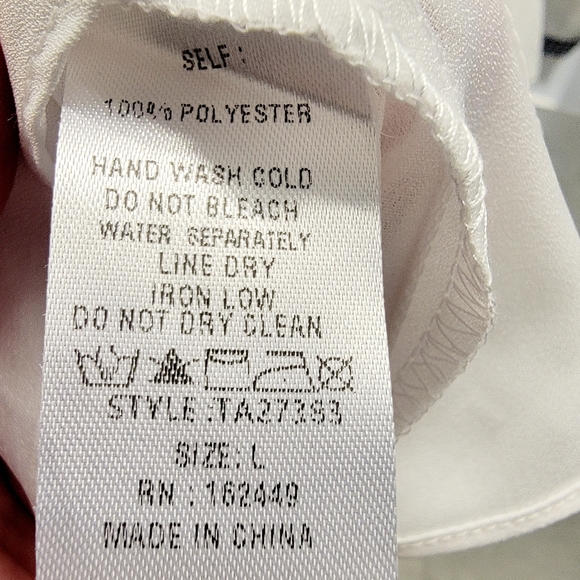 SELF:
100% POLYESTER
HAND WASH COLD
DO NOT BLEACH
WATER SEPARATELY
LINE DRY
IRON LOW
DO NOT DRY CLEAN
STYLE:TA27383
SIZE: L
RN : 162449
MADE IN CHINA